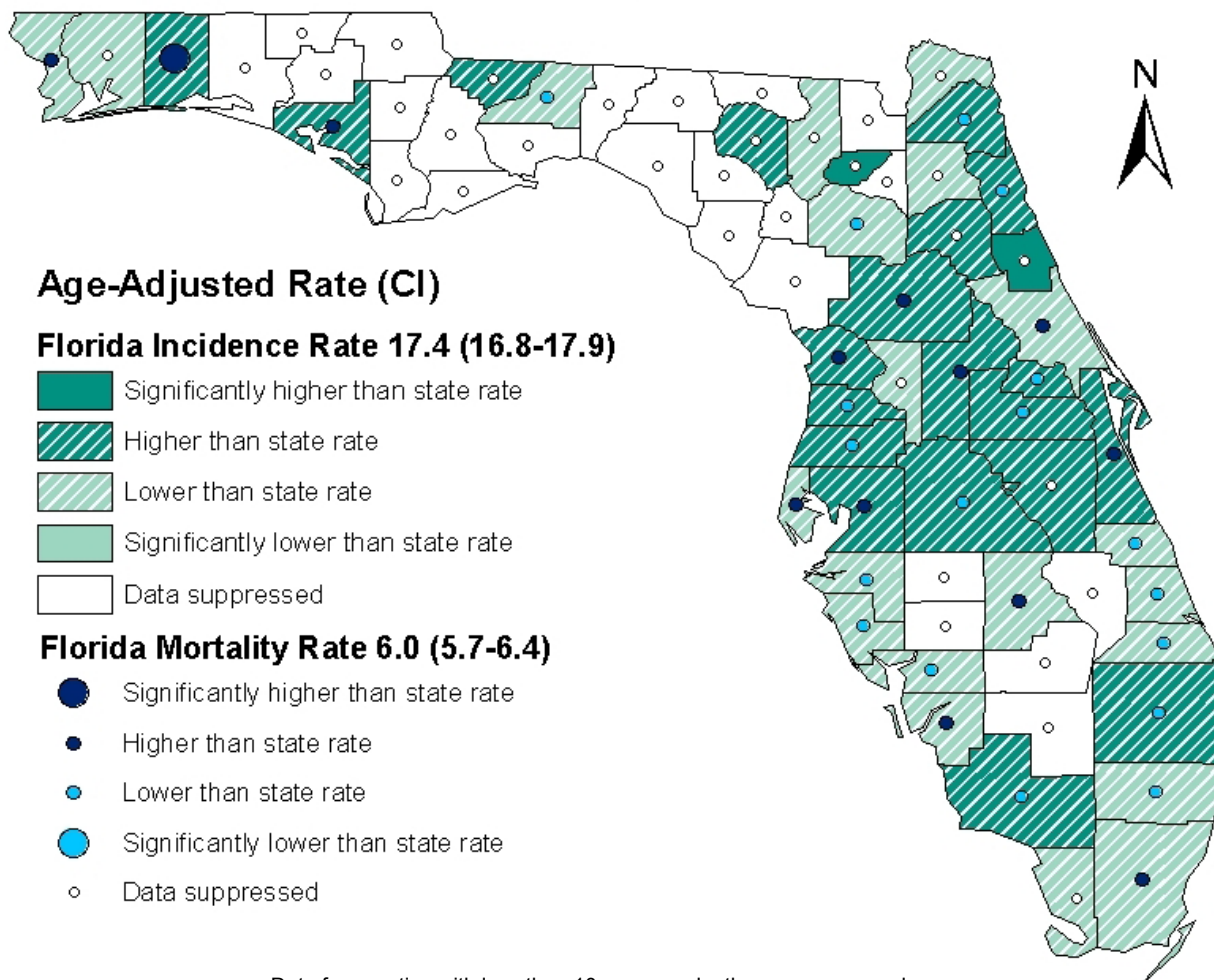 N
Age-Adjusted Rate (CI)
Florida Incidence Rate 17.4 (16.8-17.9)
Significantly higher than state rate
Higher than state rate
Lower than state rate
Significantly lower than state rate
Data suppressed
Florida Mortality Rate 6.0 (5.7-6.4)
Significantly higher than state rate
Higher than state rate
Lower than state rate
Significantly lower than state rate
Data suppressed